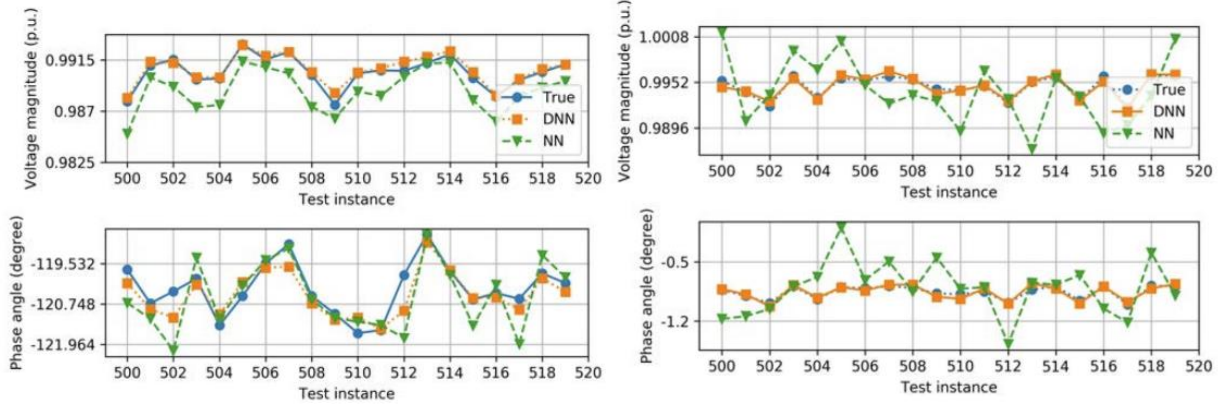 Voltage magnitude (p.u.)
0.9915
0.987
0.9825
True
DNN
NN
500 502 504 506 508 510 512 514 516 518 520
Test instance
Voltage magnitude (p.u.)
1.0008
0.9952
0.9896
True
DNN
NN
500 502 504 506 508 510 512 514 516 518 520
Test instance
Phase angle (degree)
-119.532
-120.748
-121.964
500 502 504 506 508 510 512 514 516 518 520
Test instance
Phase angle (degree)
-0.5
-1.2
500 502 504 506 508 510 512 514 516 518 520
Test instance